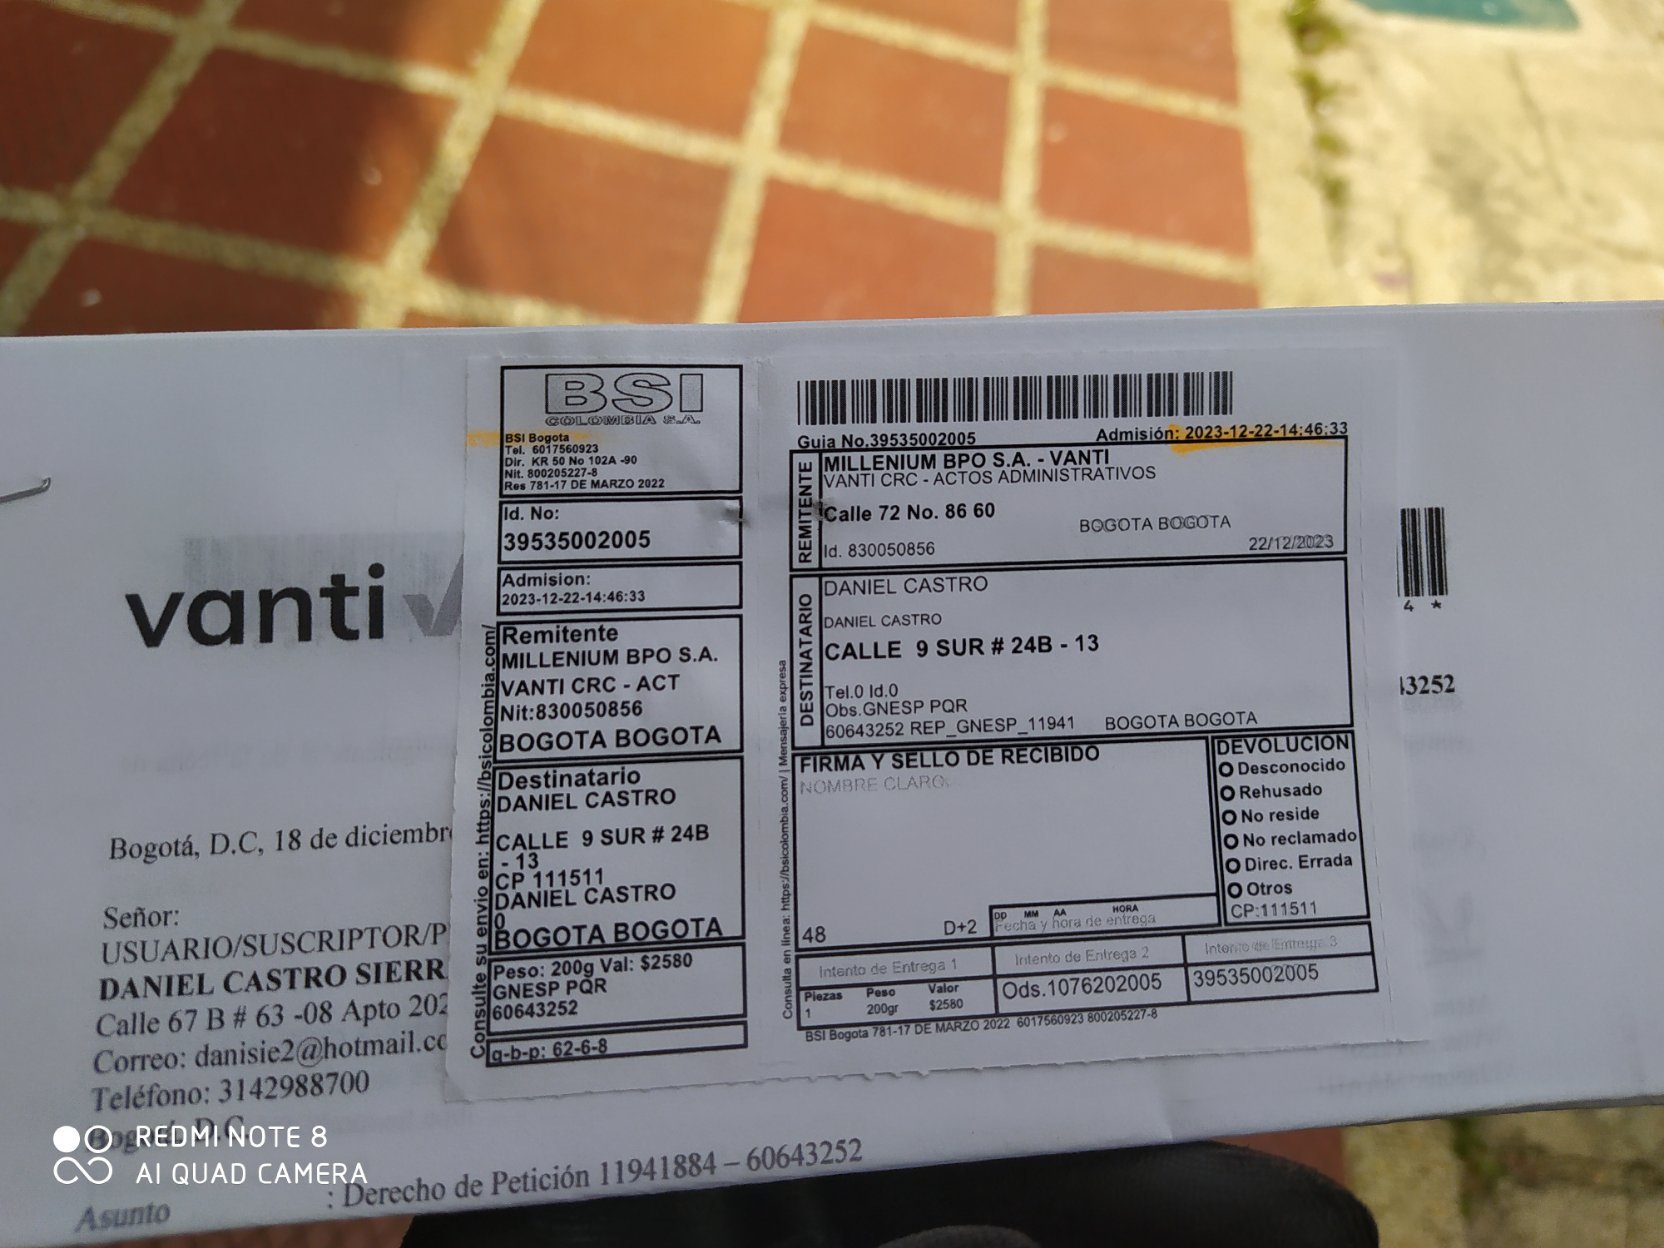 BSI
COLOMBIA S.A.
BSI Bogota
Tel. 6017560923
Dir. KR 50 No 102A -90
Nit. 800205227-8
Res 781-17 DE MARZO 2022
Id. No:
39535002005
Admision:
2023-12-22-14:46:33
Remitente
MILLENIUM BPO S.A.
VANTI CRC - ACT
Nit:830050856
BOGOTA BOGOTA
Destinatario
DANIEL CASTRO
CALLE 9 SUR # 24B
- 13
CP 111511
DANIEL CASTRO
0
BOGOTA BOGOTA
Peso: 200g Val: $2580
GNESP PQR
60643252
q-b-p: 62-6-8
Consulte su envio en: https://bsicolombia.com/
Guia No.39535002005 Admisión: 2023-12-22-14:46:33
REMITENTE
MILLENIUM BPO S.A. - VANTI
VANTI CRC - ACTOS ADMINISTRATIVOS
Calle 72 No. 86 60
BOGOTA BOGOTA
Id. 830050856 22/12/2023
DESTINATARIO
DANIEL CASTRO
DANIEL CASTRO
CALLE 9 SUR # 24B - 13
Tel.0 Id.0
Obs.GNESP PQR
60643252 REP_GNESP_11941 BOGOTA BOGOTA
FIRMA Y SELLO DE RECIBIDO
NOMBRE CLARO:
48 D+2
DD MM AA HORA
Fecha y hora de entrega
DEVOLUCION
Desconocido
Rehusado
No reside
No reclamado
Direc. Errada
Otros
CP:111511
Intento de Entrega 1 Intento de Entrega 2 Intento de Entrega 3
Piezas Peso Valor
1 200gr $2580
Ods.1076202005 39535002005
BSI Bogota 781-17 DE MARZO 2022 6017560923 800205227-8
Consulta en linea: https://bsicolombia.com/ | Mensajeria expresa
vanti
4 *
43252
Bogotá, D.C, 18 de diciembr
Señor:
USUARIO/SUSCRIPTOR/P
DANIEL CASTRO SIERR
Calle 67 B # 63 -08 Apto 202
Correo: danisie2@hotmail.cc
Teléfono: 3142988700
Bogotá, D.C.
Asunto : Derecho de Petición 11941884 – 60643252
REDMI NOTE 8
AI QUAD CAMERA